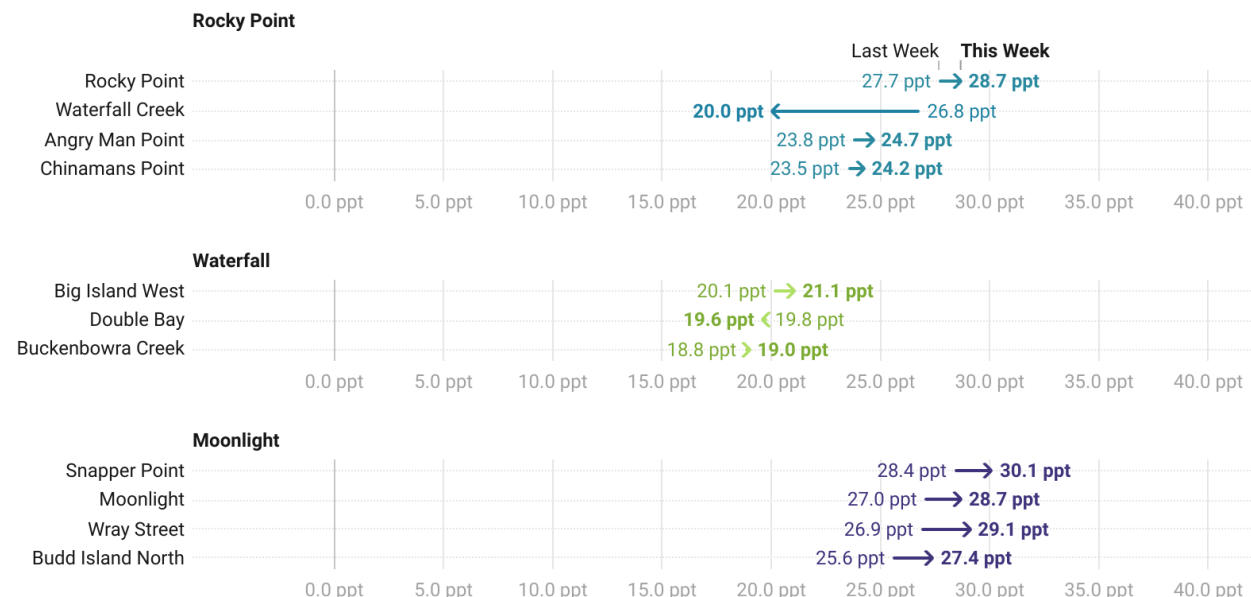 Rocky Point
Last Week This Week
Rocky Point 27.7 ppt 28.7 ppt
Waterfall Creek 20.0 ppt 26.8 ppt
Angry Man Point 23.8 ppt 24.7 ppt
Chinamans Point 23.5 ppt 24.2 ppt
0.0 ppt 5.0 ppt 10.0 ppt 15.0 ppt 20.0 ppt 25.0 ppt 30.0 ppt 35.0 ppt 40.0 ppt
Waterfall
Big Island West 20.1 ppt 21.1 ppt
Double Bay 19.6 ppt 19.8 ppt
Buckenbowra Creek 18.8 ppt 19.0 ppt
0.0 ppt 5.0 ppt 10.0 ppt 15.0 ppt 20.0 ppt 25.0 ppt 30.0 ppt 35.0 ppt 40.0 ppt
Moonlight
Snapper Point 28.4 ppt 30.1 ppt
Moonlight 27.0 ppt 28.7 ppt
Wray Street 26.9 ppt 29.1 ppt
Budd Island North 25.6 ppt 27.4 ppt
0.0 ppt 5.0 ppt 10.0 ppt 15.0 ppt 20.0 ppt 25.0 ppt 30.0 ppt 35.0 ppt 40.0 ppt